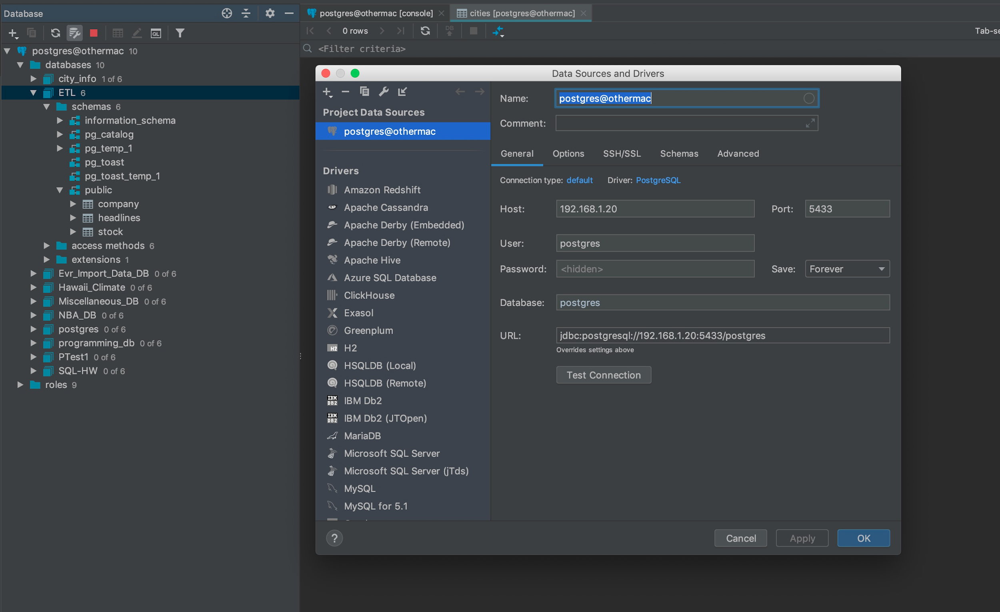 Database
postgres@othermac [console]
cities [postgres@othermac]
QL
0 rows
DB
<Filter criteria>
postgres@othermac 10
databases 10
city_info 1 of 6
ETL 6
schemas 6
information_schema
pg_catalog
pg_temp_1
pg_toast
pg_toast_temp_1
public
company
headlines
stock
access methods 6
extensions 1
Evr_Import_Data_DB 0 of 6
Hawaii_Climate 0 of 6
Miscellaneous_DB 0 of 6
NBA_DB 0 of 6
postgres 0 of 6
programming_db 0 of 6
PTest1 0 of 6
SQL-HW 0 of 6
roles 9
Data Sources and Drivers
Project Data Sources
postgres@othermac
Drivers
Amazon Redshift
Apache Cassandra
Apache Derby (Embedded)
Apache Derby (Remote)
Apache Hive
Azure SQL Database
ClickHouse
Exasol
Greenplum
H2 H2
HSQLDB (Local)
HSQLDB (Remote)
IBM DB2 IBM Db2
IBM DB2 IBM Db2 (JTOpen)
MariaDB
Microsoft SQL Server
Microsoft SQL Server (jTds)
MySQL
MySQL for 5.1
Name: postgres@othermac
Comment:
General Options SSH/SSL Schemas Advanced
Connection type: default Driver: PostgreSQL
Host: 192.168.1.20 Port: 5433
User: postgres
Password: <hidden> Save: Forever
Database: postgres
URL: jdbc:postgresql://192.168.1.20:5433/postgres
Overrides settings above
Test Connection
? Cancel Apply OK